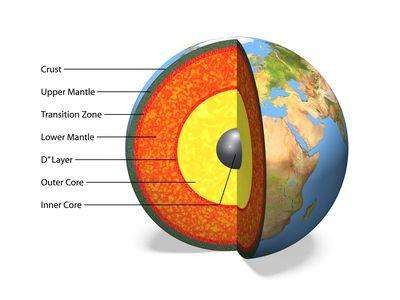 Crust
Upper Mantle
Transition Zone
Lower Mantle
D" Layer
Outer Core
Inner Core